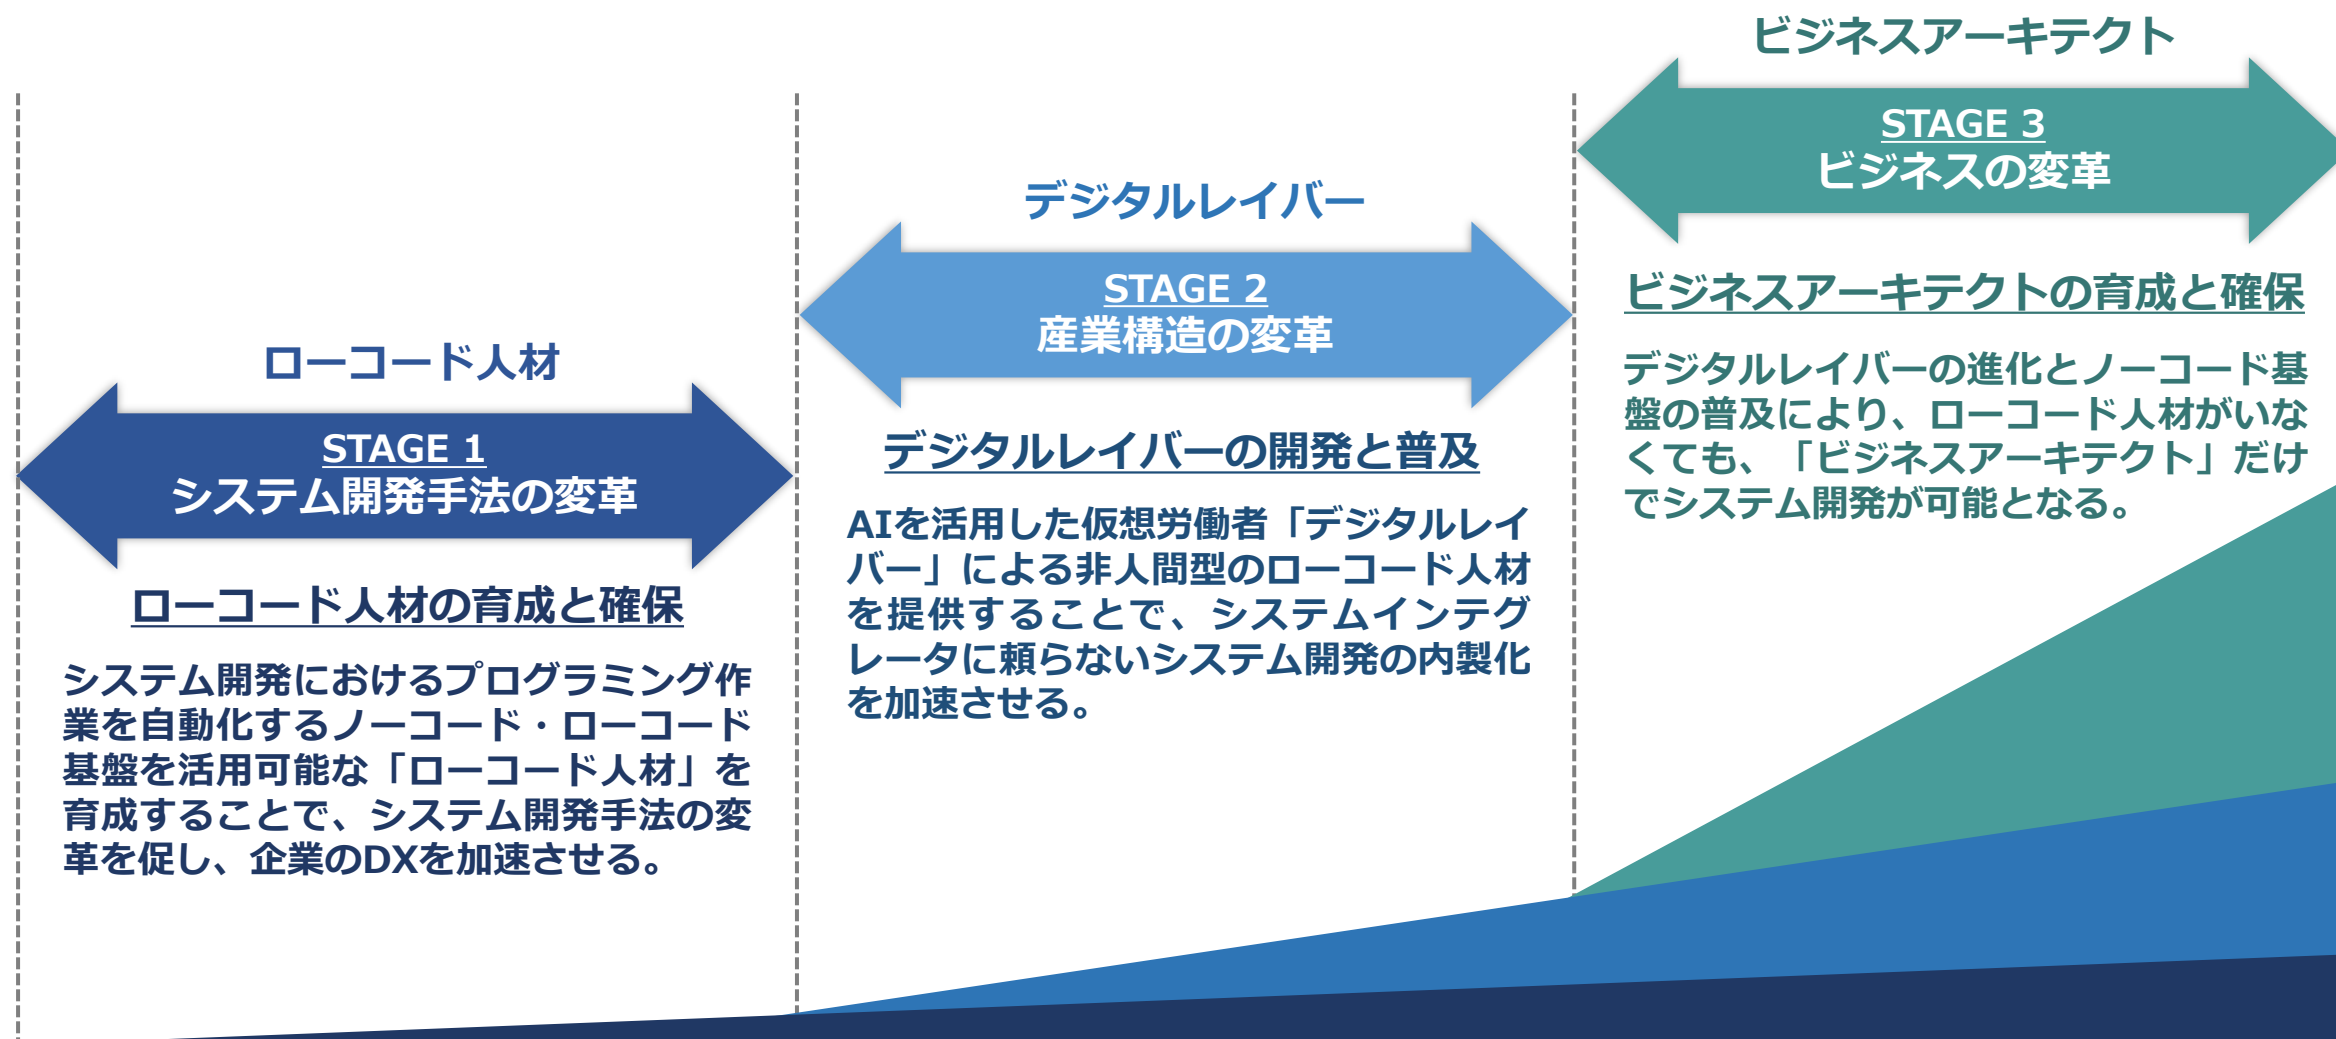 ローコード人材
STAGE 1
システム開発手法の変革
ローコード人材の育成と確保
システム開発におけるプログラミング作
業を自動化するノーコード・ローコード
基盤を活用可能な「ローコード人材」を
育成することで、システム開発手法の変
革を促し、企業のDXを加速させる。
デジタルレイバー
STAGE 2
産業構造の変革
デジタルレイバーの開発と普及
AIを活用した仮想労働者「デジタルレイ
バー」による非人間型のローコード人材
を提供することで、システムインテグ
レータに頼らないシステム開発の内製化
を加速させる。
ビジネスアーキテクト
STAGE 3
ビジネスの変革
ビジネスアーキテクトの育成と確保
デジタルレイバーの進化とノーコード基
盤の普及により、ローコード人材がいな
くても、「ビジネスアーキテクト」だけ
でシステム開発が可能となる。